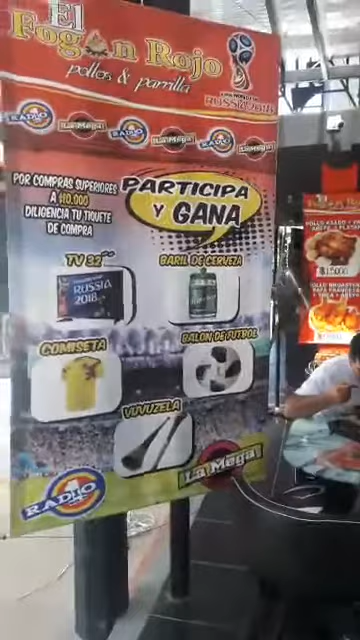 El
Fogon Rojo
pollos & parrilla
RUSSIA 2018
RADIO 1
La Mega
RADIO 1
La Mega
RADIO 1
La Mega
POR COMPRAS SUPERIORES
A $10.000
DILIGENCIA TU TIQUETE
DE COMPRA
PARTICIPA
Y GANA
TV 32"
BARIL DE CERVEZA
RUSSIA
2018
CAMISETA
BALON DE FUTBOL
VUVUZELA
RADIO 1
La Mega
$15.000